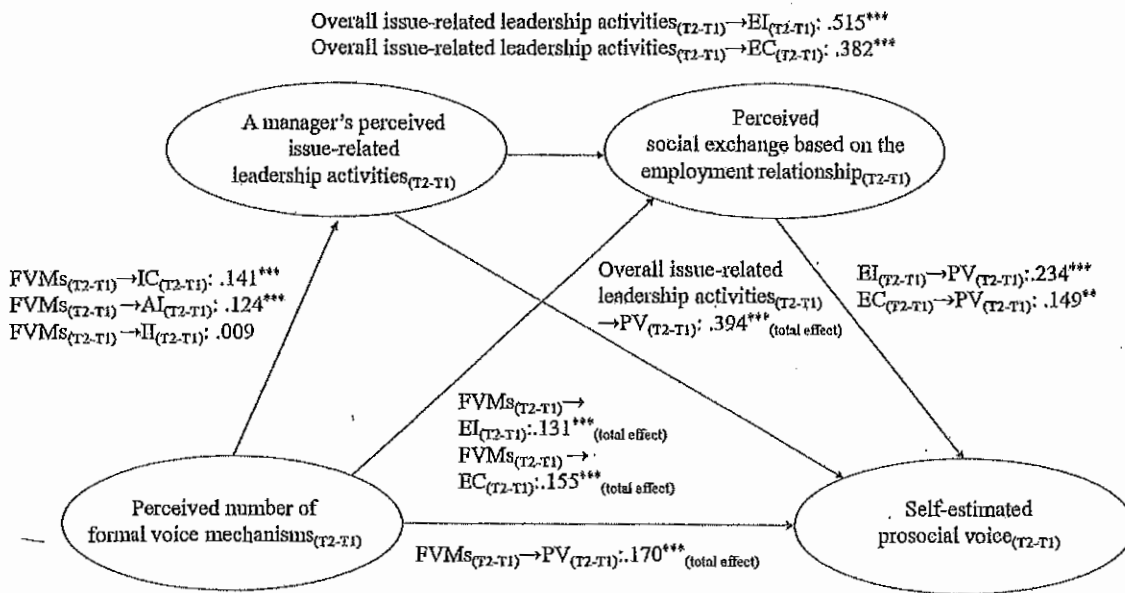 Overall issue-related leadership activities(T2-T1)→EI(T2-T1): .515***
Overall issue-related leadership activities(T2-T1)→EC(T2-T1): .382***
A manager's perceived
issue-related
leadership activities(T2-T1)
Perceived
social exchange based on the
employment relationship(T2-T1)
FVMs(T2-T1)→IC(T2-T1): .141***
FVMs(T2-T1)→AI(T2-T1): .124***
FVMs(T2-T1)→II(T2-T1): .009
Overall issue-related
leadership activities(T2-T1)
→PV(T2-T1): .394***(total effect)
EI(T2-T1)→PV(T2-T1):.234***
EC(T2-T1)→PV(T2-T1): .149**
FVMs(T2-T1)→
EI(T2-T1):.131***(total effect)
FVMs(T2-T1)→
EC(T2-T1):.155***(total effect)
Perceived number of
formal voice mechanisms(T2-T1)
FVMs(T2-T1)→PV(T2-T1):.170***(total effect)
Self-estimated
prosocial voice(T2-T1)